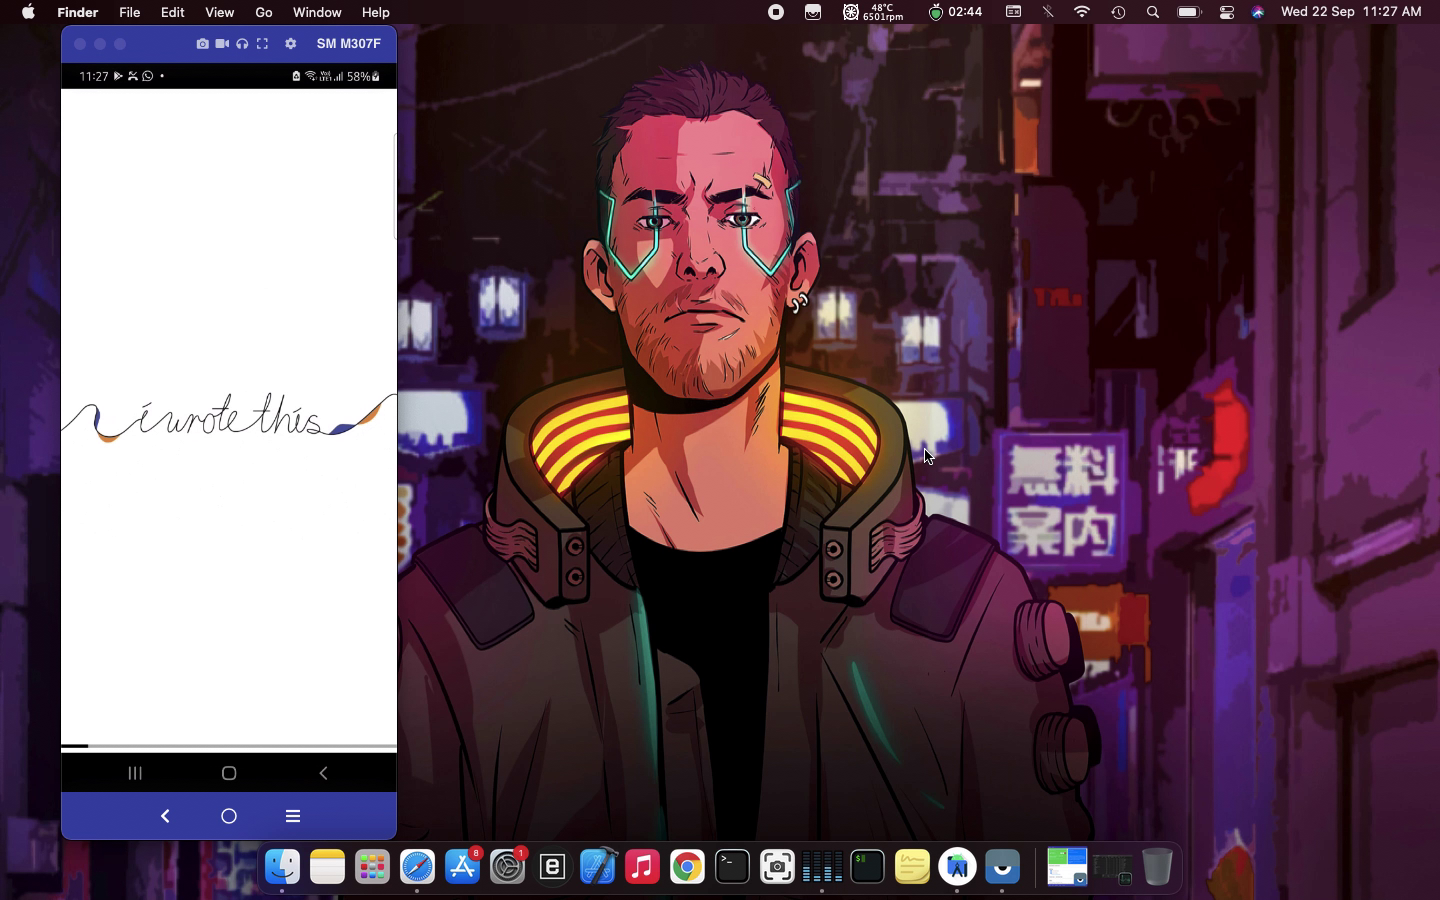 Finder File Edit View Go Window Help
48°C
6501rpm
02:44
Wed 22 Sep 11:27 AM
SM M307F
11:27
58%
i wrote this
無料
案内
8
1